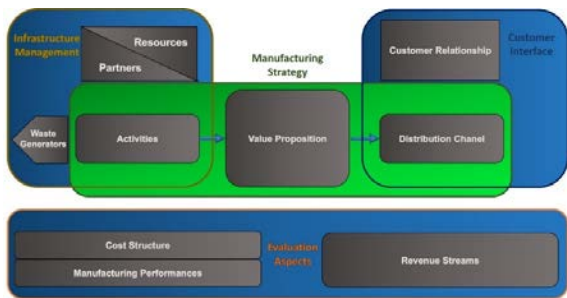 Infrastructure
Management
Resources
Partners
Manufacturing
Strategy
Customer Relationship
Customer
Interface
Waste
Generators
Activities
Value Proposition
Distribution Chanel
Cost Structure
Manufacturing Performances
Evaluation
Aspects
Revenue Streams